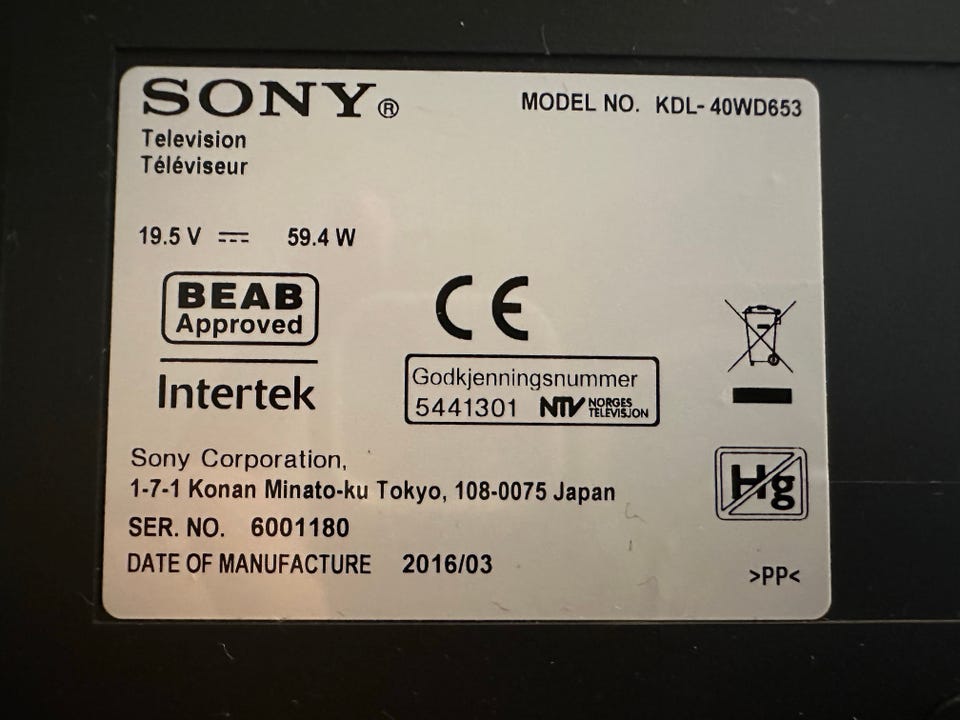 SONY®
MODEL NO. KDL-40WD653
Television
Téléviseur
19.5 V ⎓ 59.4 W
BEAB
Approved
Intertek
CE
Godkjenningsnummer
5441301 NTV NORGES
TELEVISJON
Hg
Sony Corporation,
1-7-1 Konan Minato-ku Tokyo, 108-0075 Japan
SER. NO. 6001180
DATE OF MANUFACTURE 2016/03
>PP<